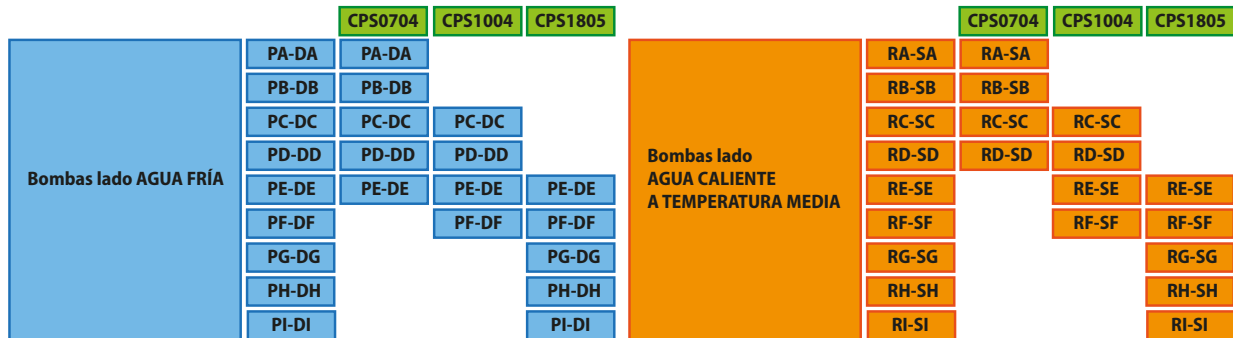 CPS0704 CPS1004 CPS1805 CPS0704 CPS1004 CPS1805
PA-DA PA-DA RA-SA RA-SA
PB-DB PB-DB RB-SB RB-SB
PC-DC PC-DC PC-DC RC-SC RC-SC RC-SC
PD-DD PD-DD PD-DD RD-SD RD-SD RD-SD
Bombas lado AGUA FRÍA PE-DE PE-DE PE-DE PE-DE
Bombas lado
AGUA CALIENTE
A TEMPERATURA MEDIA
RE-SE RE-SE RE-SE
PF-DF PF-DF PF-DF RF-SF RF-SF RF-SF
PG-DG PG-DG RG-SG RG-SG
PH-DH PH-DH RH-SH RH-SH
PI-DI PI-DI RI-SI RI-SI